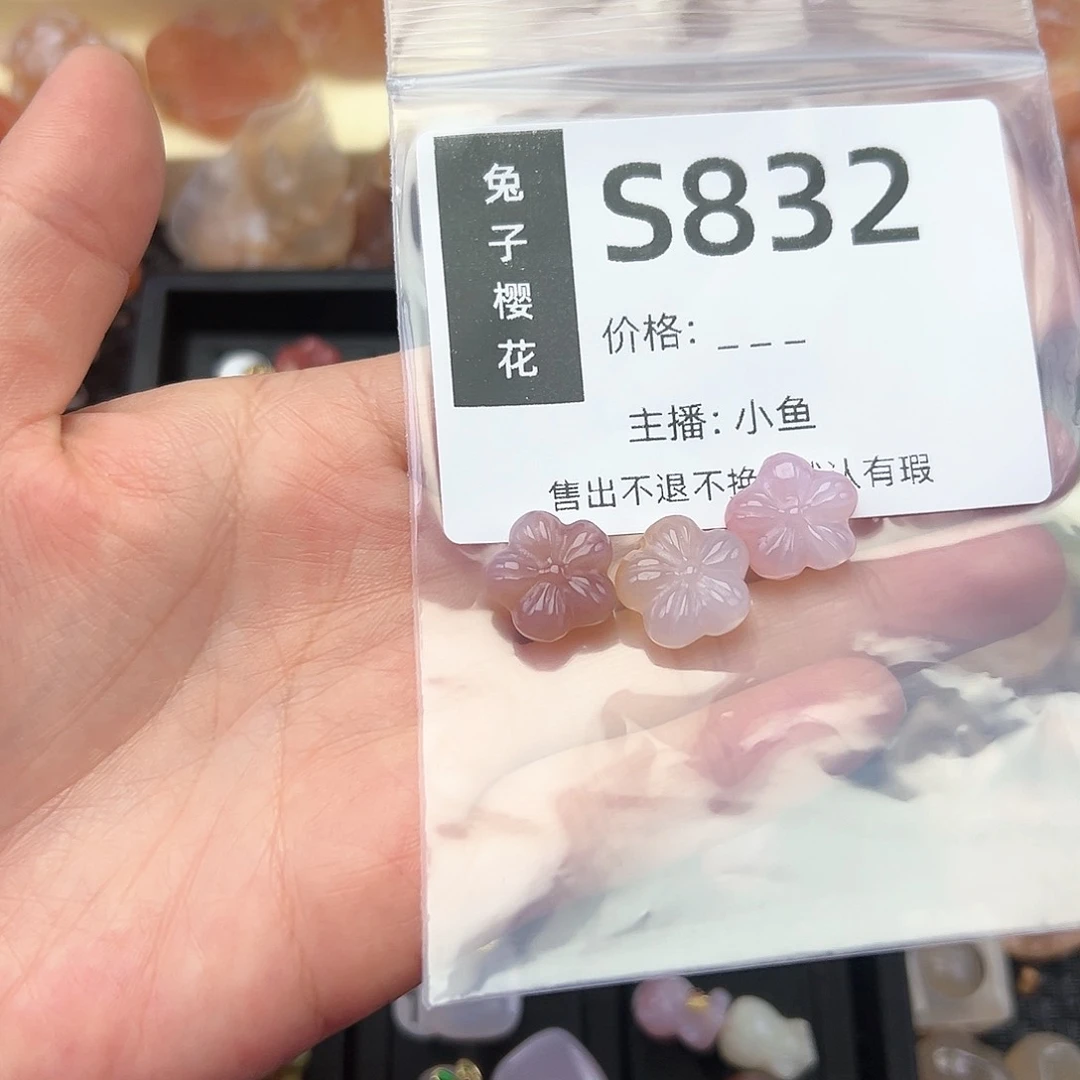 兔子樱花
S832
价格: _ _ _
主播: 小鱼
售出不退不换 认有瑕